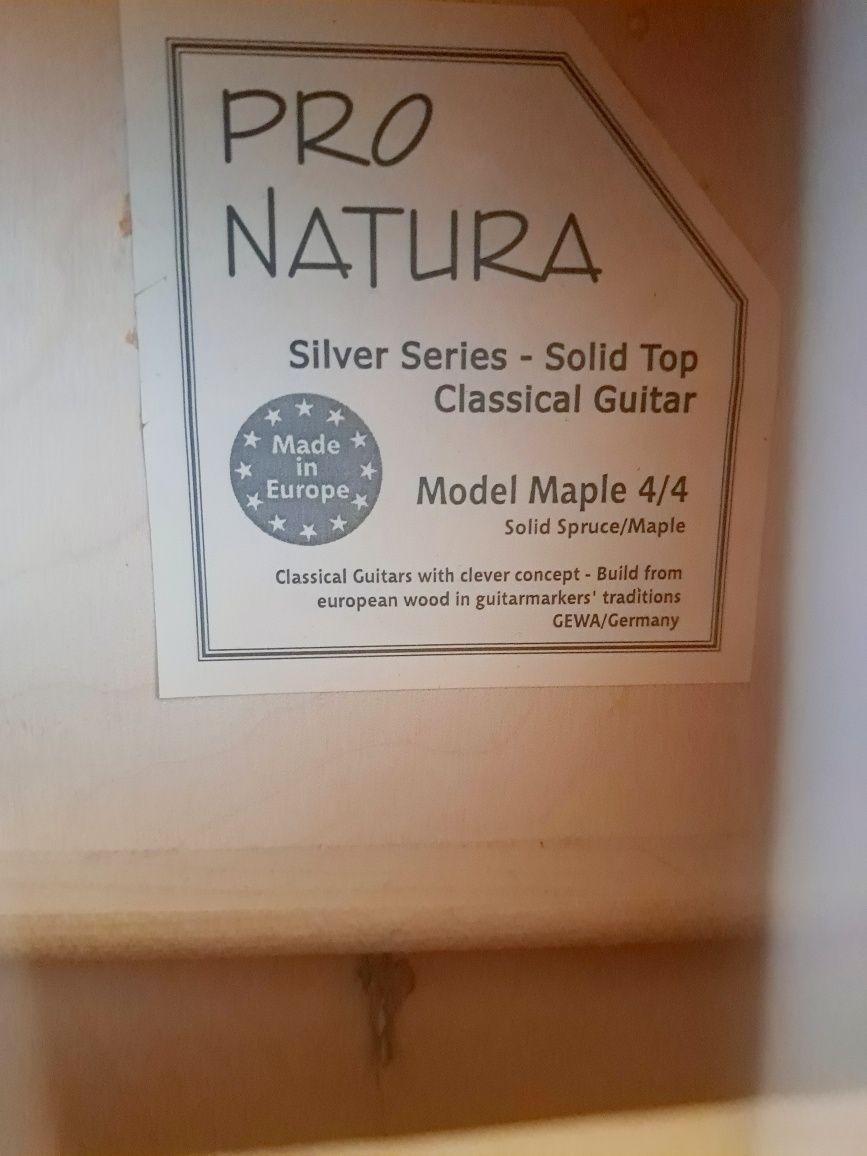 PRO
NATURA
Silver Series - Solid Top
Classical Guitar
Made
in
Europe
Model Maple 4/4
Solid Spruce/Maple
Classical Guitars with clever concept - Build from
european wood in guitarmarkers' traditions
GEWA/Germany